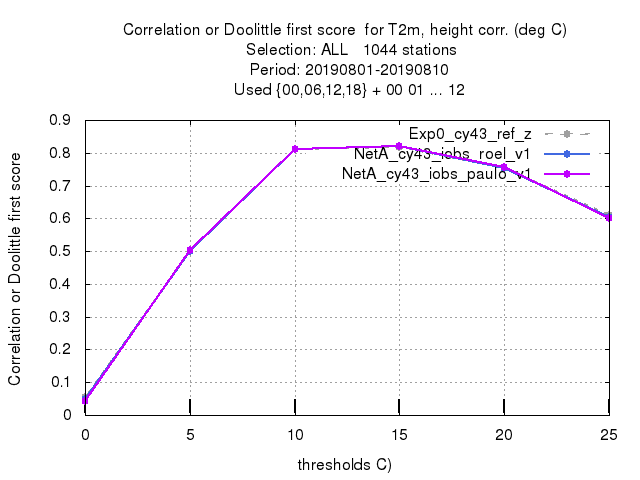 Correlation or Doolittle first score  for T2m, height corr. (deg C)
Selection: ALL   1044 stations
Period: 20190801-20190810
Used {00,06,12,18} + 00 01 ... 12
Correlation or Doolittle first score
0.9
0.8
0.7
0.6
0.5
0.4
0.3
0.2
0.1
0
Exp0_cy43_ref_z
NetA_cy43_iobs_roel_v1
NetA_cy43_iobs_paulo_v1
0 5 10 15 20 25
thresholds C)